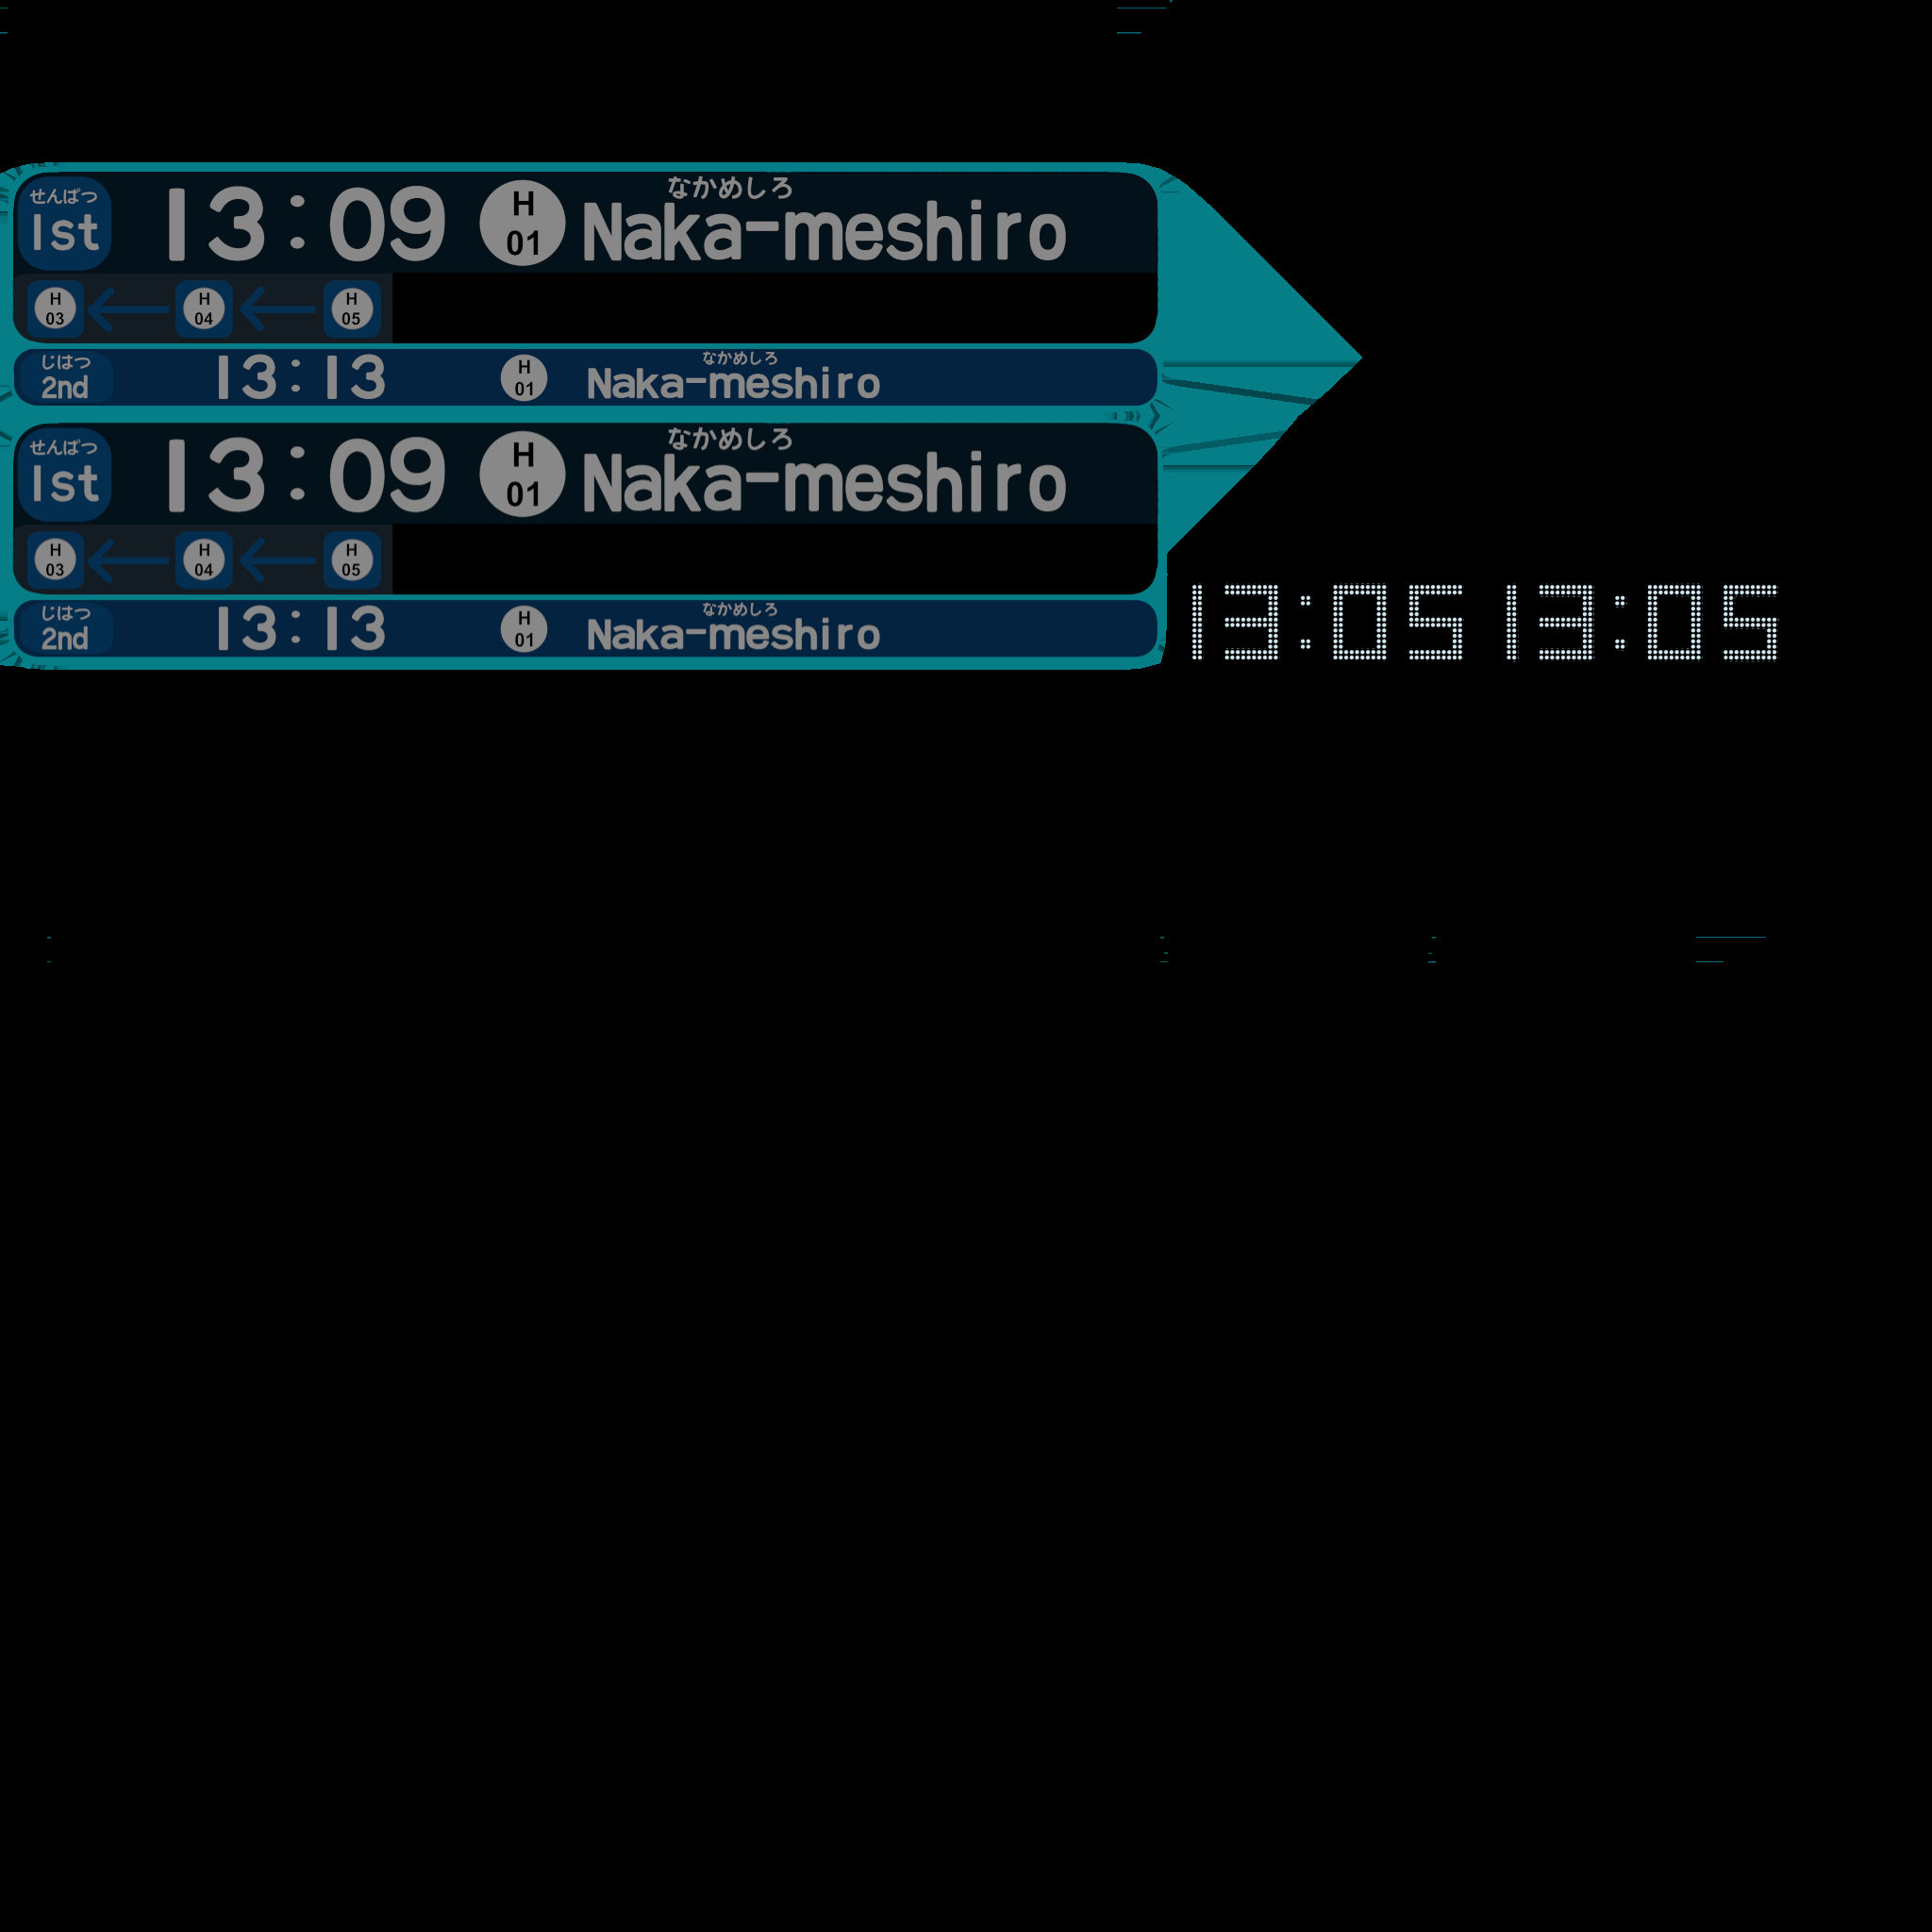 せんぱつ
1st 13:09 H 01 なかめしろ Naka-meshiro
H 03 H 04 H 05
じはつ
2nd 13:13 H 01 なかめしろ Naka-meshiro
せんぱつ
1st 13:09 H 01 なかめしろ Naka-meshiro
H 03 H 04 H 05
じはつ
2nd 13:13 H 01 なかめしろ Naka-meshiro
13:05 13:05